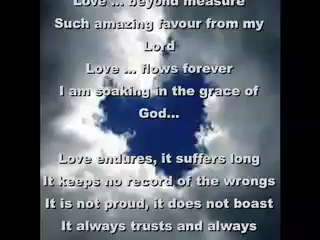 Love ... beyond measure
Such amazing favour from my
Lord
Love ... flows forever
I am soaking in the grace of
God...
Love endures, it suffers long
It keeps no record of the wrongs
It is not proud, it does not boast
It always trusts and always